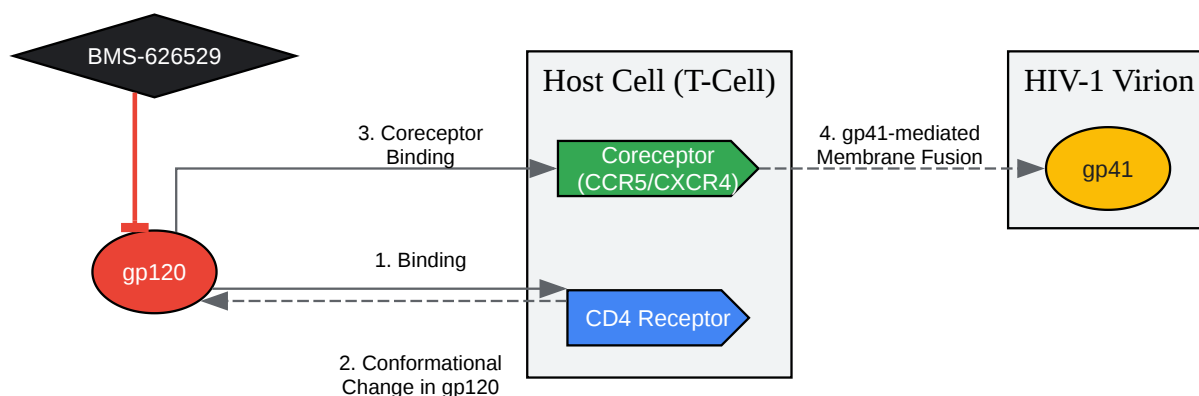 BMS-626529
Host Cell (T-Cell)
HIV-1 Virion
3. Coreceptor
Binding
Coreceptor
(CCR5/CXCR4)
4. gp41-mediated
Membrane Fusion
gp41
gp120
1. Binding
CD4 Receptor
2. Conformational
Change in gp120